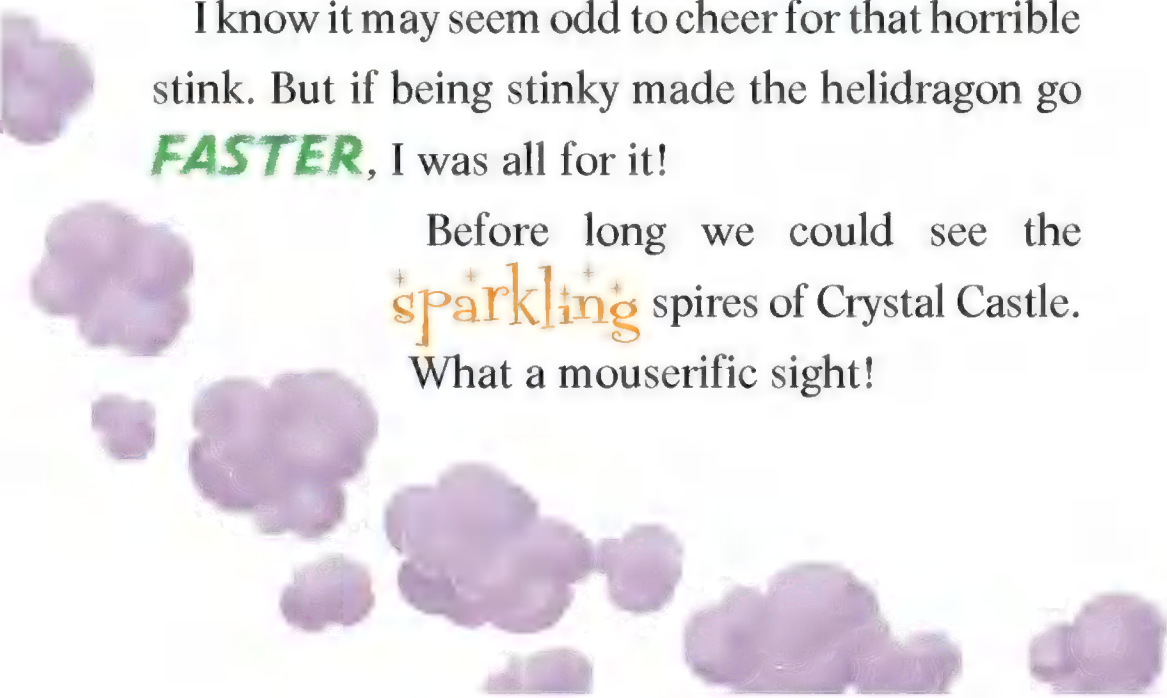 I know it may seem odd to cheer for that horrible
stink. But if being stinky made the helidragon go
FASTER, I was all for it!
Before long we could see the
sparkling spires of Crystal Castle.
What a mouserific sight!